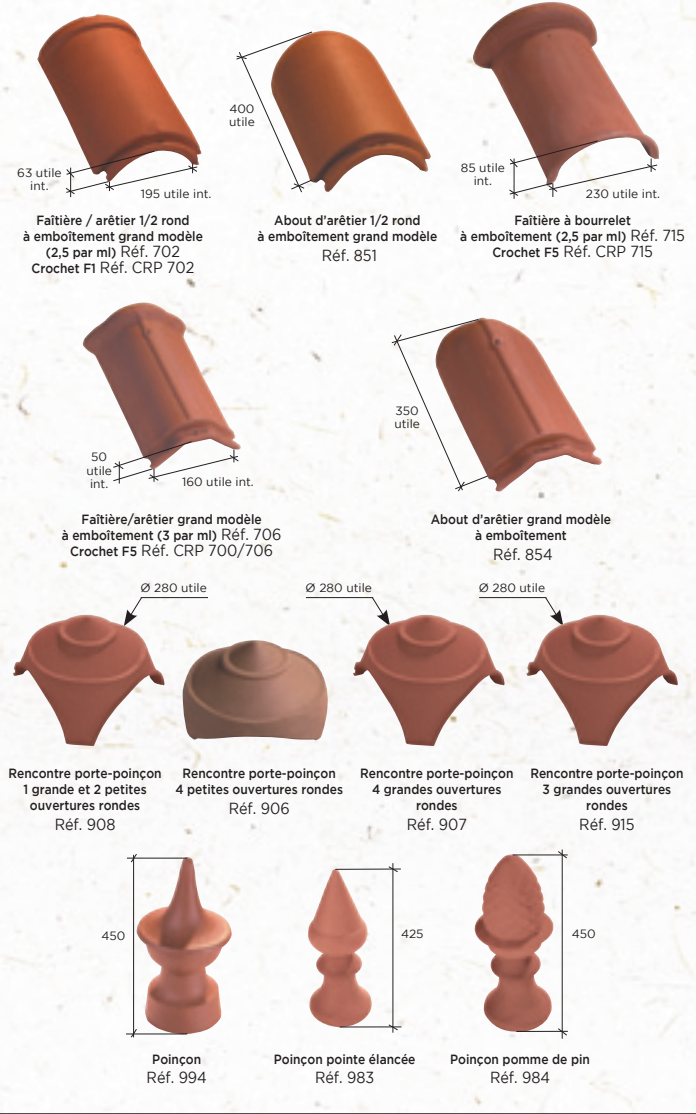 400
utile
63 utile
int.
195 utile int.
85 utile
int.
230 utile int.
Faîtière / arêtier 1/2 rond
à emboîtement grand modèle
(2,5 par ml) Réf. 702
Crochet F1 Réf. CRP 702
About d'arêtier 1/2 rond
à emboîtement grand modèle
Réf. 851
Faîtière à bourrelet
à emboîtement (2,5 par ml) Réf. 715
Crochet F5 Réf. CRP 715
50
utile
int.
160 utile int.
350
utile
Faîtière/arêtier grand modèle
à emboîtement (3 par ml) Réf. 706
Crochet F5 Réf. CRP 700/706
About d'arêtier grand modèle
à emboîtement
Réf. 854
Ø 280 utile
Ø 280 utile
Ø 280 utile
Rencontre porte-poinçon
1 grande et 2 petites
ouvertures rondes
Réf. 908
Rencontre porte-poinçon
4 petites ouvertures rondes
Réf. 906
Rencontre porte-poinçon
4 grandes ouvertures
rondes
Réf. 907
Rencontre porte-poinçon
3 grandes ouvertures
rondes
Réf. 915
450
425
450
Poinçon
Réf. 994
Poinçon pointe élancée
Réf. 983
Poinçon pomme de pin
Réf. 984